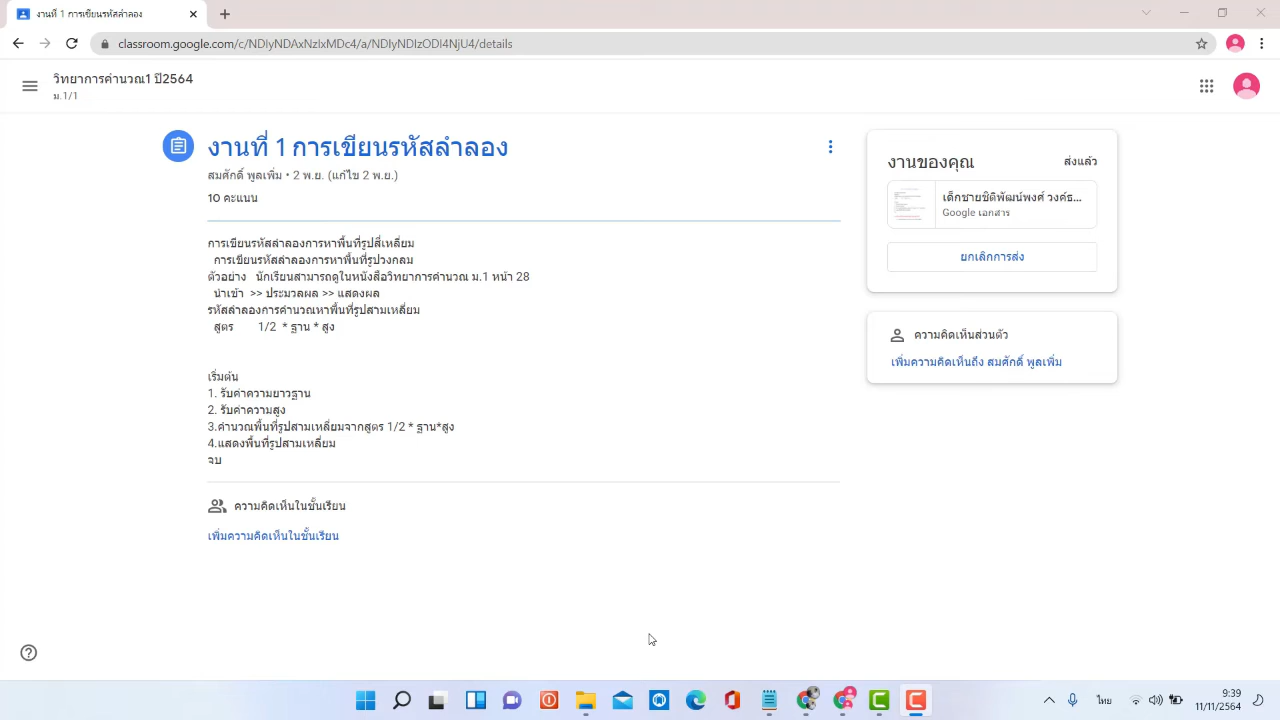 งานที่ 1 การเขียนรหัสลำลอง
classroom.google.com/c/NDIyNDAxNzIxMDc4/a/NDIyNDIzODI4NjU4/details
วิทยาการคำนวณ1 ปี2564
ม.1/1
งานที่ 1 การเขียนรหัสลำลอง
สมศักดิ์ พูลเพิ่ม • 2 พ.ย. (แก้ไข 2 พ.ย.)
10 คะแนน
การเขียนรหัสลำลองการหาพื้นที่รูปสี่เหลี่ยม
การเขียนรหัสลำลองการหาพื้นที่รูปวงกลม
ตัวอย่าง นักเรียนสามารถดูในหนังสือวิทยาการคำนวณ ม.1 หน้า 28
นำเข้า >> ประมวลผล >> แสดงผล
รหัสลำลองการคำนวณหาพื้นที่รูปสามเหลี่ยม
สูตร 1/2 * ฐาน * สูง
เริ่มต้น
1. รับค่าความยาวฐาน
2. รับค่าความสูง
3.คำนวณพื้นที่รูปสามเหลี่ยมจากสูตร 1/2 * ฐาน*สูง
4.แสดงพื้นที่รูปสามเหลี่ยม
จบ
ความคิดเห็นในชั้นเรียน
เพิ่มความคิดเห็นในชั้นเรียน
งานของคุณ
ส่งแล้ว
เด็กชายชิติพัฒน์พงศ์ วงค์ธ...
Google เอกสาร
ยกเลิกการส่ง
ความคิดเห็นส่วนตัว
เพิ่มความคิดเห็นถึง สมศักดิ์ พูลเพิ่ม
ไทย
9:39
11/11/2564